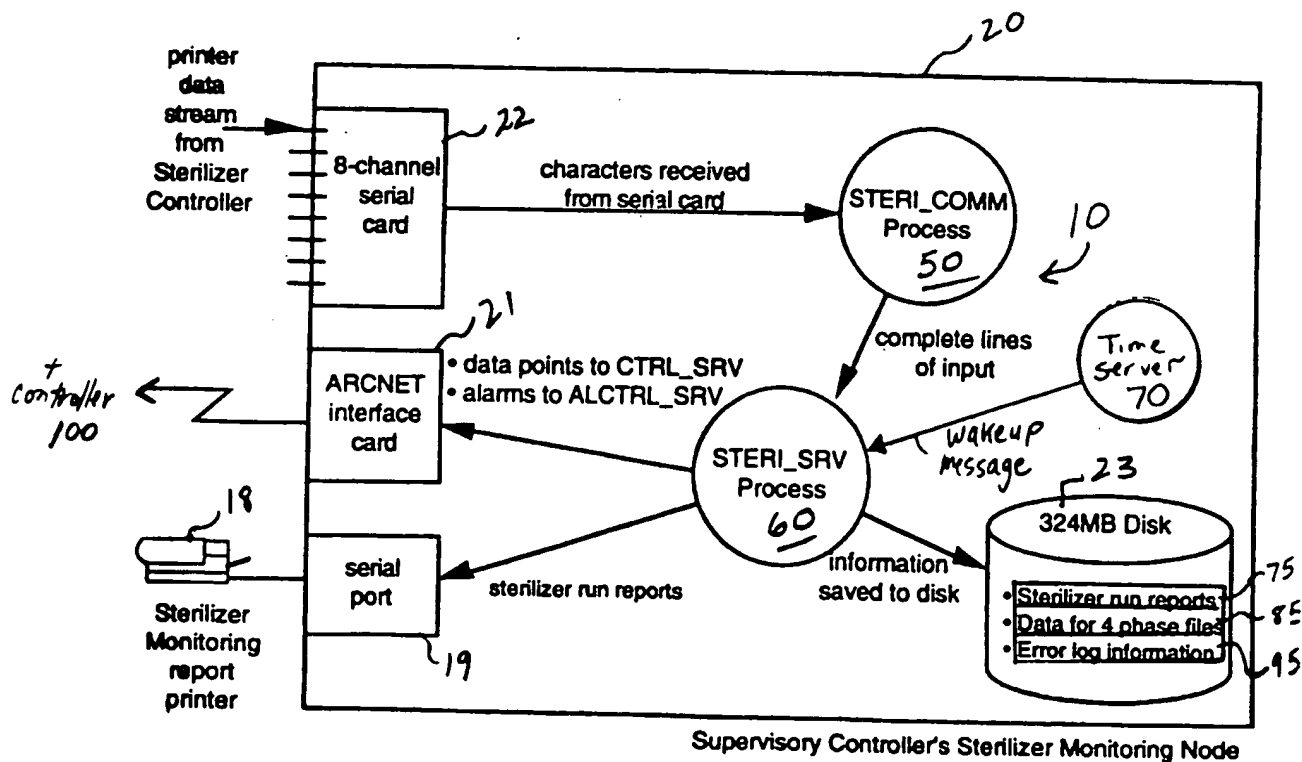 20
printer
data
stream
from
Sterilizer
Controller
22
8-channel
serial
card
characters received
from serial card
STERI_COMM
Process
50
10
21
ARCNET
interface
card
• data points to CTRL_SRV
• alarms to ALCTRL_SRV
complete lines
of input
Time
server
70
controller
100
wakeup
message
STERI_SRV
Process
60
23
324MB Disk
18
serial
port
19
sterilizer run reports
information
saved to disk
• Sterilizer run reports
75
• Data for 4 phase files
85
• Error log information
95
Sterilizer
Monitoring
report
printer
Supervisory Controller's Sterilizer Monitoring Node